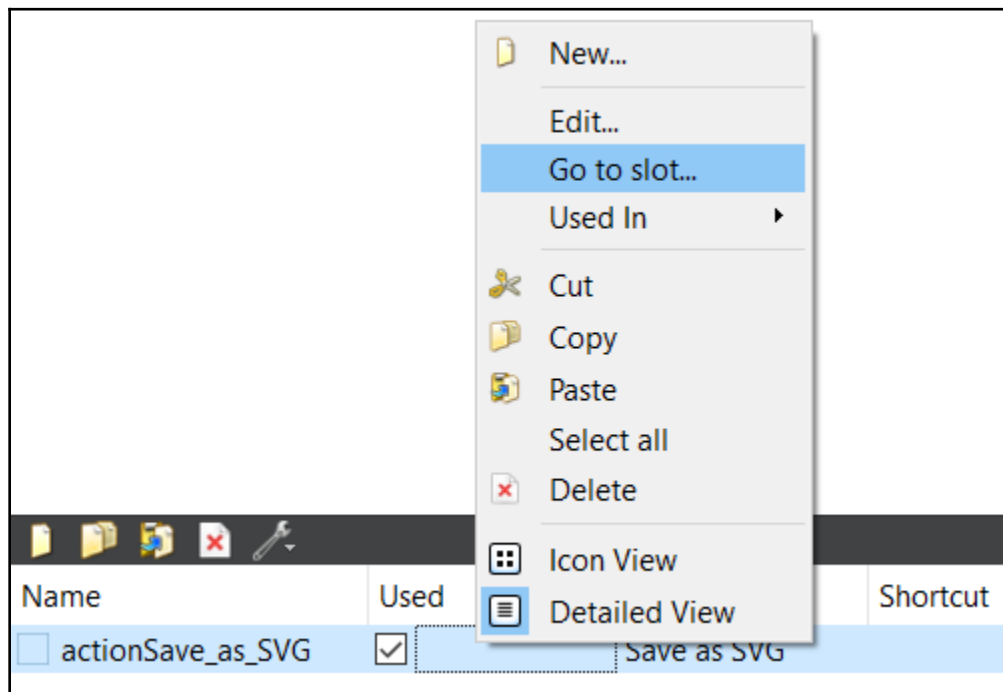 New...
Edit...
Go to slot...
Used In
Cut
Copy
Paste
Select all
Delete
Icon View
Detailed View
Name Used Shortcut
actionSave_as_SVG Save as SVG